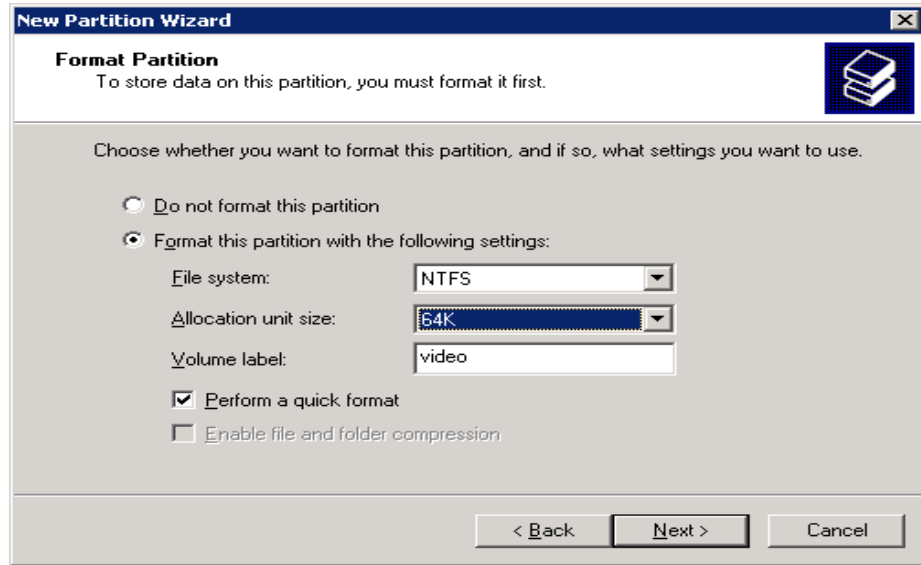 New Partition Wizard
Format Partition
To store data on this partition, you must format it first.
Choose whether you want to format this partition, and if so, what settings you want to use.
Do not format this partition
Format this partition with the following settings:
File system: NTFS
Allocation unit size: 64K
Volume label: video
Perform a quick format
Enable file and folder compression
< Back Next > Cancel